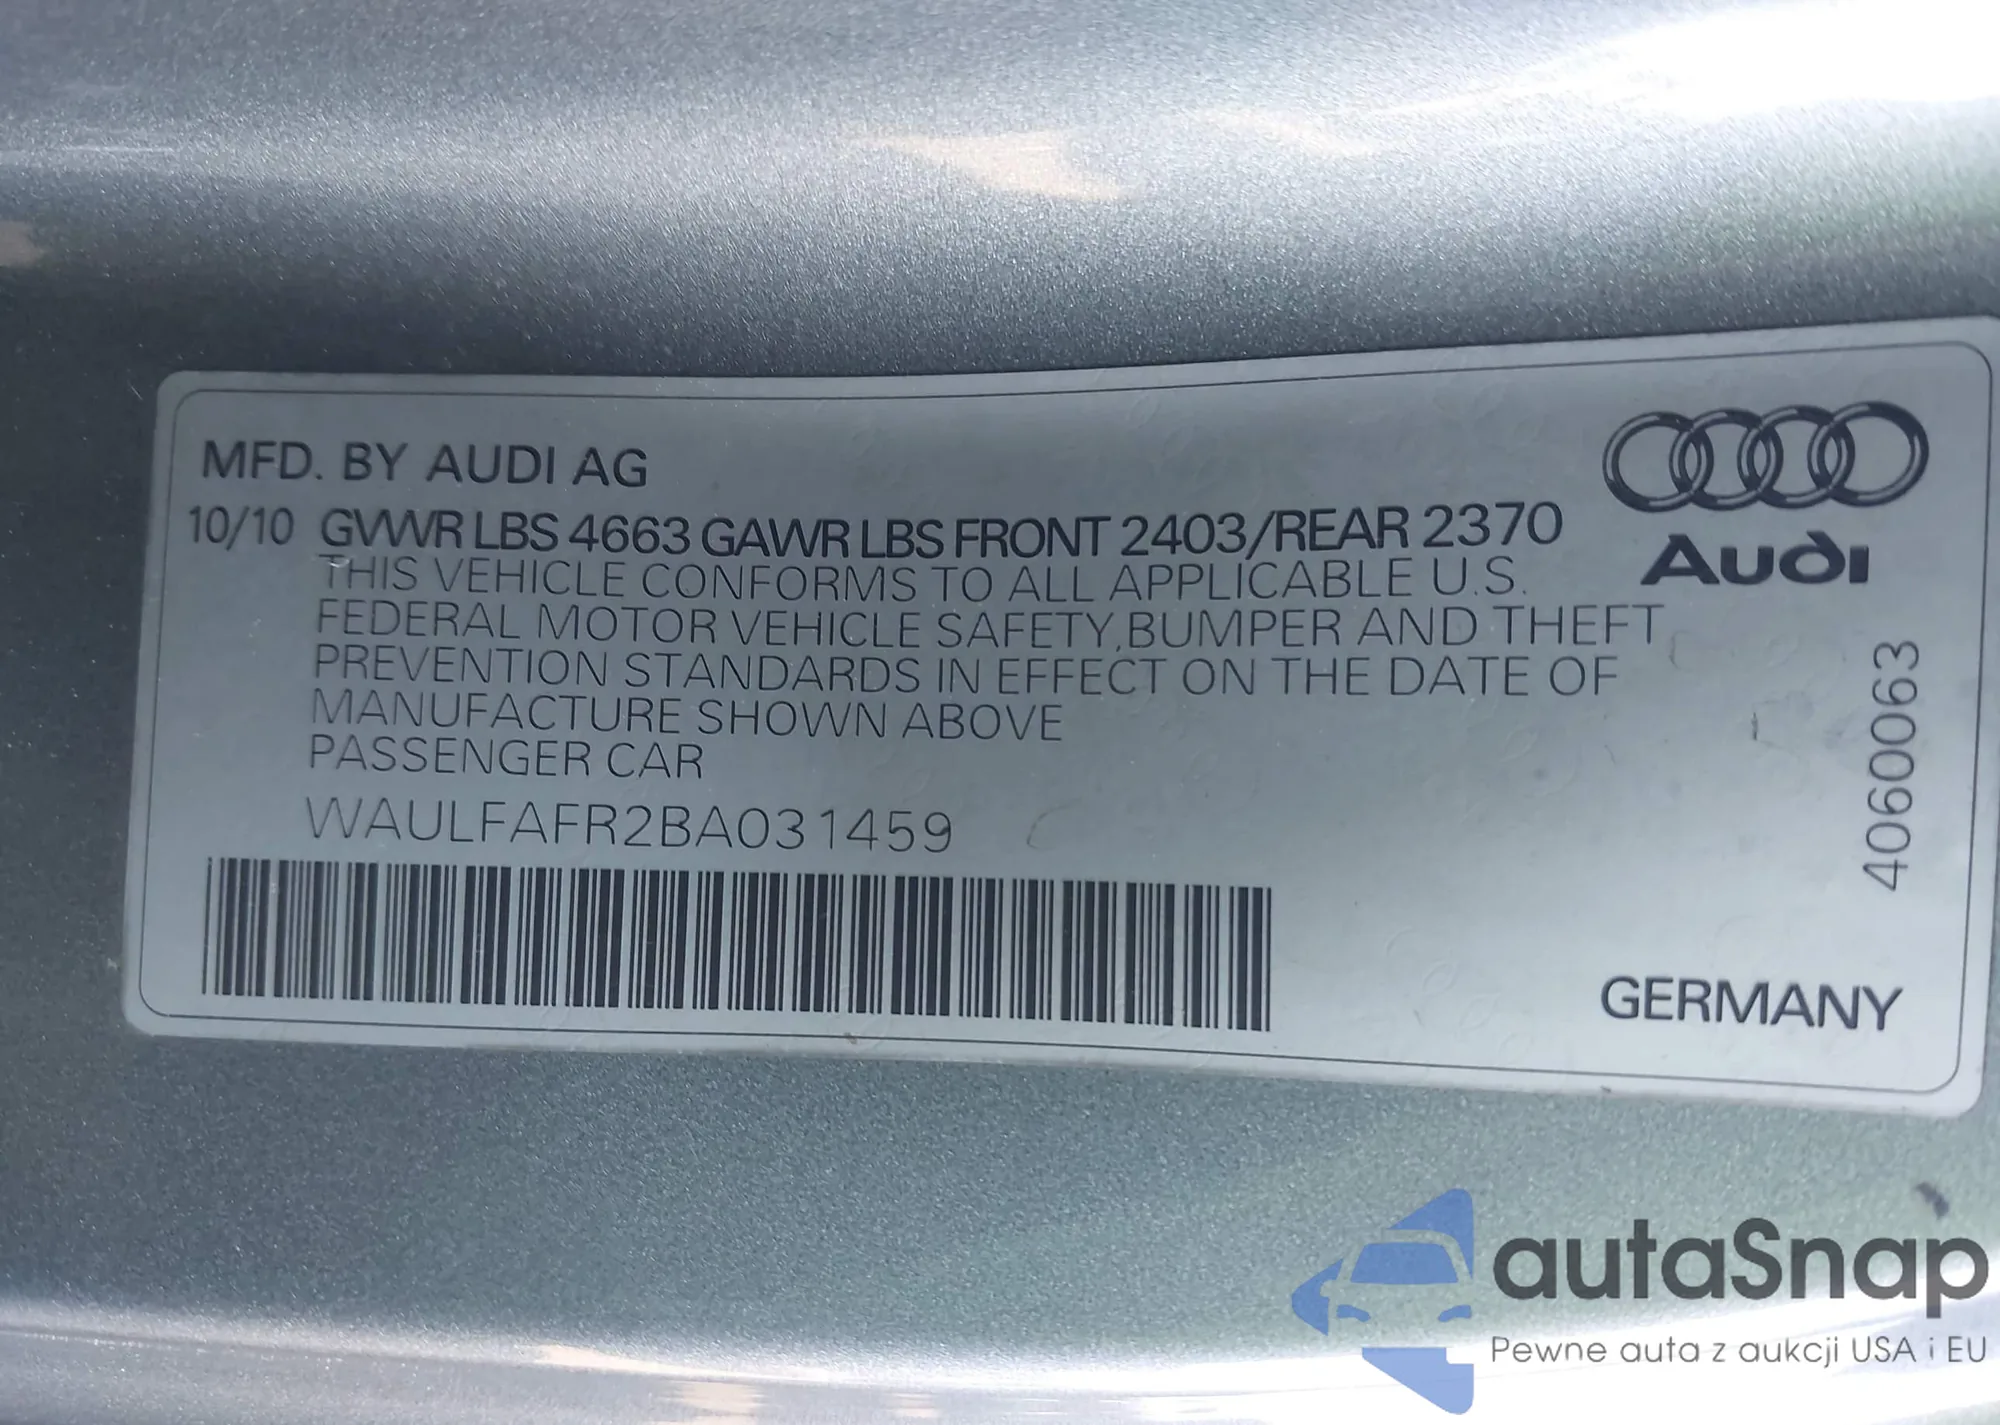 MFD. BY AUDI AG
10/10 GVWR LBS 4663 GAWR LBS FRONT 2403/REAR 2370
THIS VEHICLE CONFORMS TO ALL APPLICABLE U.S.
FEDERAL MOTOR VEHICLE SAFETY,BUMPER AND THEFT
PREVENTION STANDARDS IN EFFECT ON THE DATE OF
MANUFACTURE SHOWN ABOVE
PASSENGER CAR
WAULFAFR2BA031459
Audi
4060063
GERMANY
autaSnap
Pewne auta z aukcji USA i EU